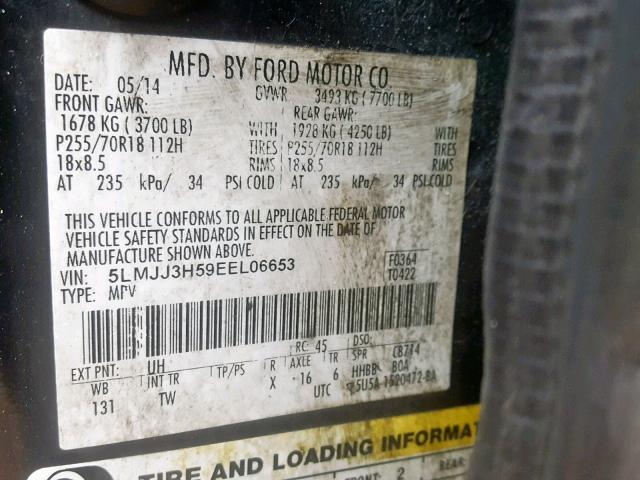 MFD. BY FORD MOTOR CO.
DATE: 05/14 GVWR: 3493 KG (7700 LB)
FRONT GAWR: REAR GAWR:
1678 KG (3700 LB) WITH 1928 KG (4250 LB) WITH
P255/70R18 112H TIRES P255/70R18 112H TIRES
18x8.5 RIMS 18x8.5 RIMS
AT 235 kPa/ 34 PSI COLD AT 235 kPa/ 34 PSI COLD
THIS VEHICLE CONFORMS TO ALL APPLICABLE FEDERAL MOTOR
VEHICLE SAFETY STANDARDS IN EFFECT ON THE DATE OF
MANUFACTURE SHOWN ABOVE.
VIN: 5LMJJ3H59EEL06653 F0364
TYPE: MPV T0422
RC: 45 DSO:
EXT PNT: UH AXLE TR SPR
WB INT TR TP/PS R HHBB BOA
131 TW X 16 6
UTC
TIRE AND LOADING INFORMAT
FRONT: 2 REAR: